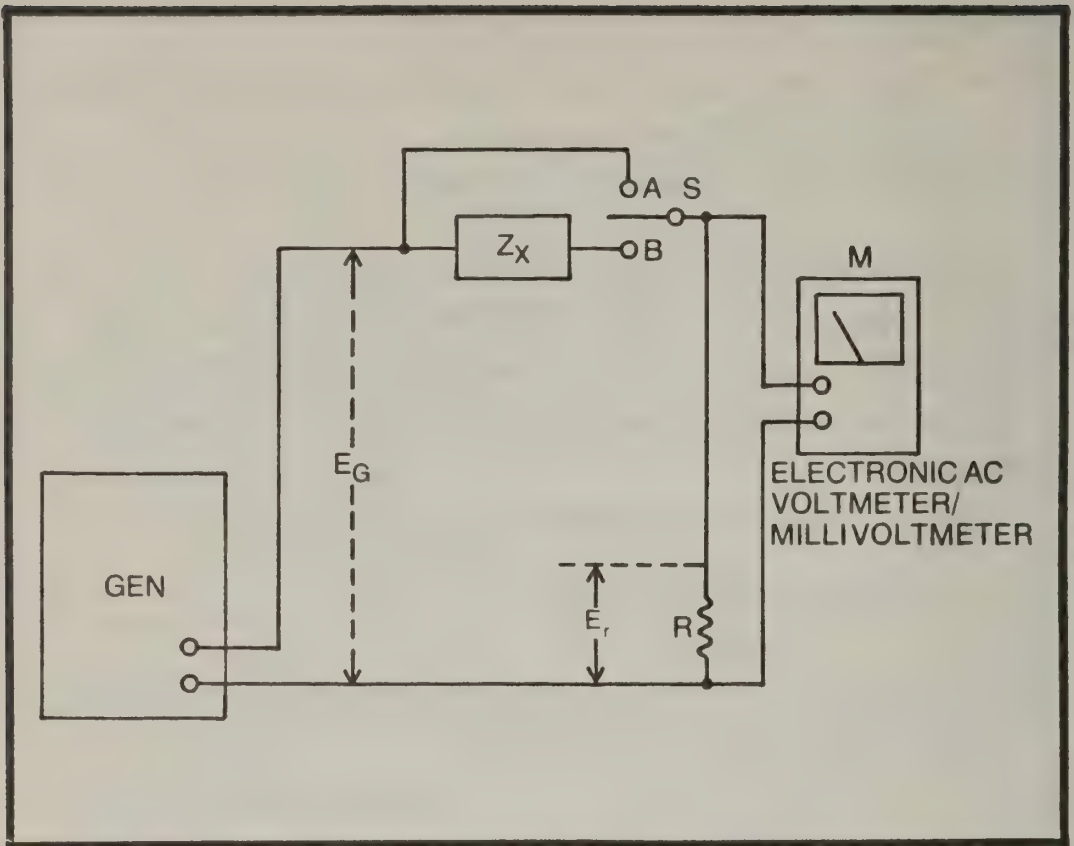 A S
Z_X
B
M
E_G
ELECTRONIC AC
VOLTMETER/
MILLIVOLTMETER
GEN
E_r
R